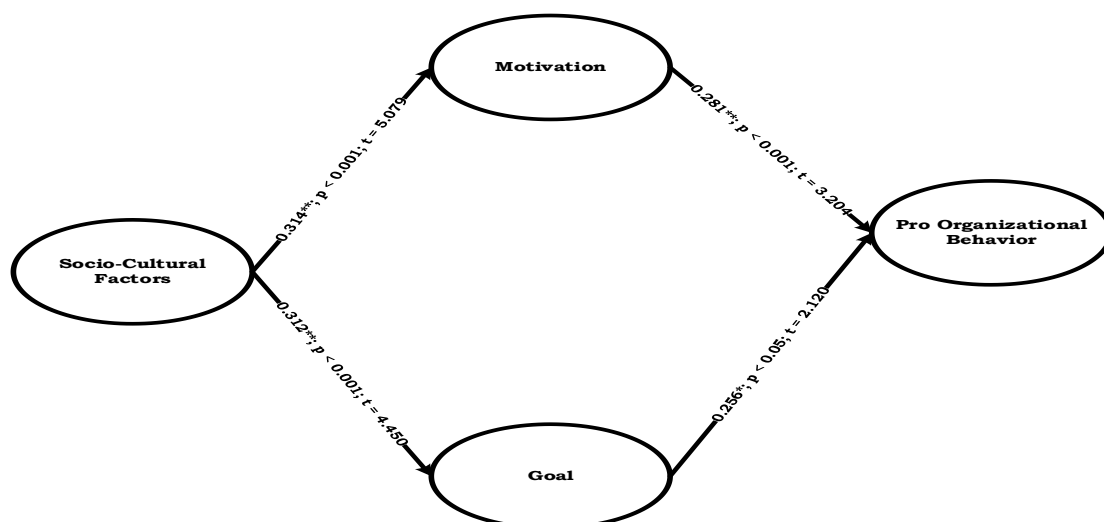 Motivation
0.314**; p < 0.001; t = 5.079
0.281**; p < 0.001; t = 3.204
Socio-Cultural
Factors
Pro Organizational
Behavior
0.312**; p < 0.001; t = 4.450
0.256*; p < 0.05; t = 2.120
Goal